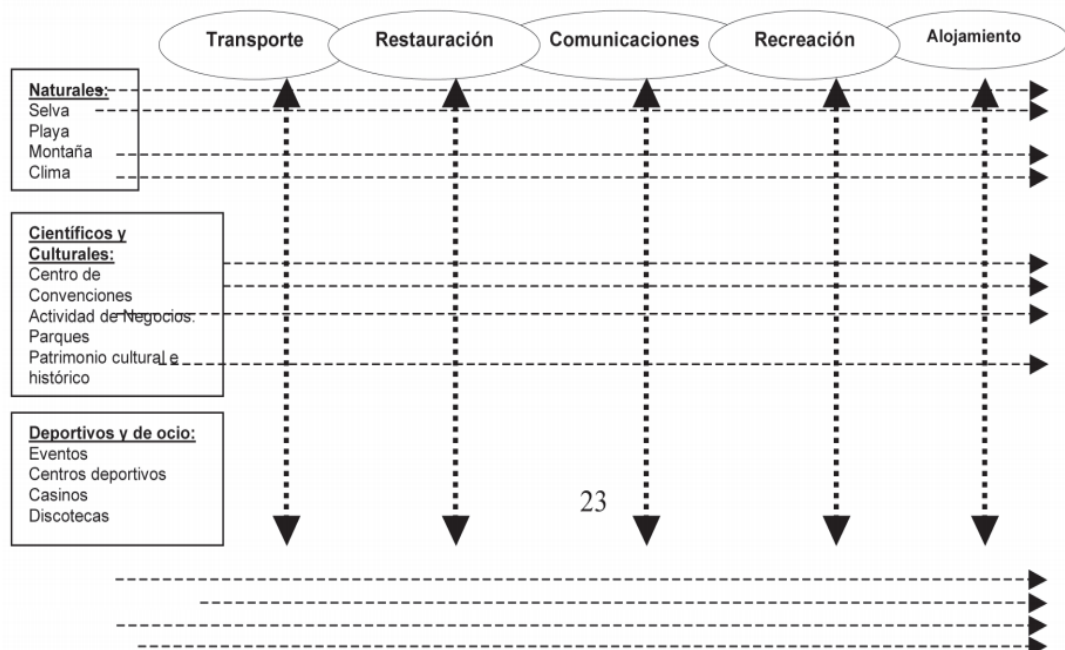 Transporte
Restauración
Comunicaciones
Recreación
Alojamiento
Naturales:
Selva
Playa
Montaña
Clima
Científicos y
Culturales:
Centro de
Convenciones
Actividad de Negocios.
Parques
Patrimonio cultural e
histórico
Deportivos y de ocio:
Eventos
Centros deportivos
Casinos
Discotecas
23